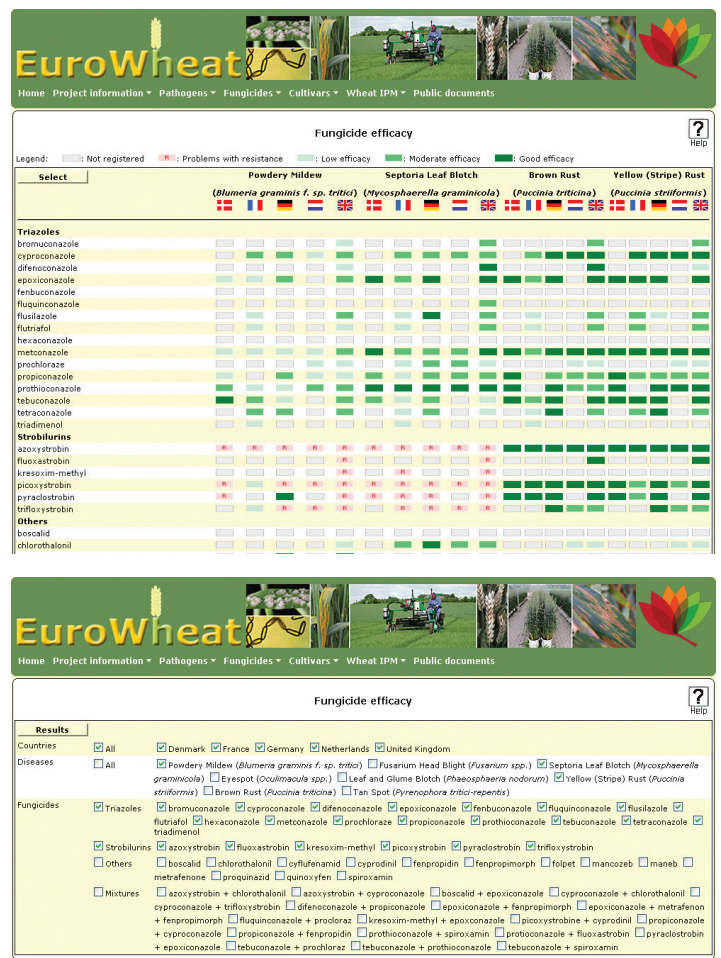 EuroWheat
Home Project information Pathogens Fungicides Cultivars Wheat IPM Public documents
Fungicide efficacy
?
Help
Legend: : Not registered R : Problems with resistance : Low efficacy : Moderate efficacy : Good efficacy
Select Powdery Mildew Septoria Leaf Blotch Brown Rust Yellow (Stripe) Rust
(Blumeria graminis f. sp. tritici) (Mycosphaerella graminicola) (Puccinia triticina) (Puccinia striiformis)
Triazoles
bromuconazole
cyproconazole
difenoconazole
epoxiconazole
fenbuconazole
fluquinconazole
flusilazole
flutriafol
hexaconazole
metconazole
prochloraze
propiconazole
prothioconazole
tebuconazole
tetraconazole
triadimenol
Strobilurins
azoxystrobin R R R R R R R R R R
fluoxastrobin R R
kresoxim-methyl R R R
picoxystrobin R R R R R R R R R
pyraclostrobin R R R R R R R
trifloxystrobin R R R R R R R R
Others
boscalid
chlorothalonil
EuroWheat
Home Project information Pathogens Fungicides Cultivars Wheat IPM Public documents
Fungicide efficacy
?
Help
Results
Countries All Denmark France Germany Netherlands United Kingdom
Diseases All Powdery Mildew (Blumeria graminis f. sp. tritici) Fusarium Head Blight (Fusarium spp.) Septoria Leaf Blotch (Mycosphaerella
graminicola) Eyespot (Oculimacula spp.) Leaf and Glume Blotch (Phaeosphaeria nodorum) Yellow (Stripe) Rust (Puccinia
striiformis) Brown Rust (Puccinia triticina) Tan Spot (Pyrenophora tritici-repentis)
Fungicides Triazoles bromuconazole cyproconazole difenoconazole epoxiconazole fenbuconazole fluquinconazole flusilazole
flutriafol hexaconazole metconazole prochloraze propiconazole prothioconazole tebuconazole tetraconazole
triadimenol
Strobilurins azoxystrobin fluoxastrobin kresoxim-methyl picoxystrobin pyraclostrobin trifloxystrobin
Others boscalid chlorothalonil cyflufenamid cyprodinil fenpropidin fenpropimorph folpet mancozeb maneb
metrafenone proquinazid quinoxyfen spiroxamin
Mixtures azoxystrobin + chlorothalonil azoxystrobin + cyproconazole boscalid + epoxiconazole cyproconazole + chlorothalonil
cyproconazole + trifloxystrobin difenoconazole + propiconazole epoxiconazole + fenpropimorph epoxiconazole + metrafenon
+ fenpropimorph fluquinconazole + procloraz kresoxim-methyl + epoxconazole picoxystrobine + cyprodinil propiconazole
+ cyproconazole propiconazole + fenpropidin prothioconazole + spiroxamin protioconazole + fluoxastrobin pyraclostrobin
+ epoxiconazole tebuconazole + prochloraz tebuconazole + prothioconazole tebuconazole + spiroxamin